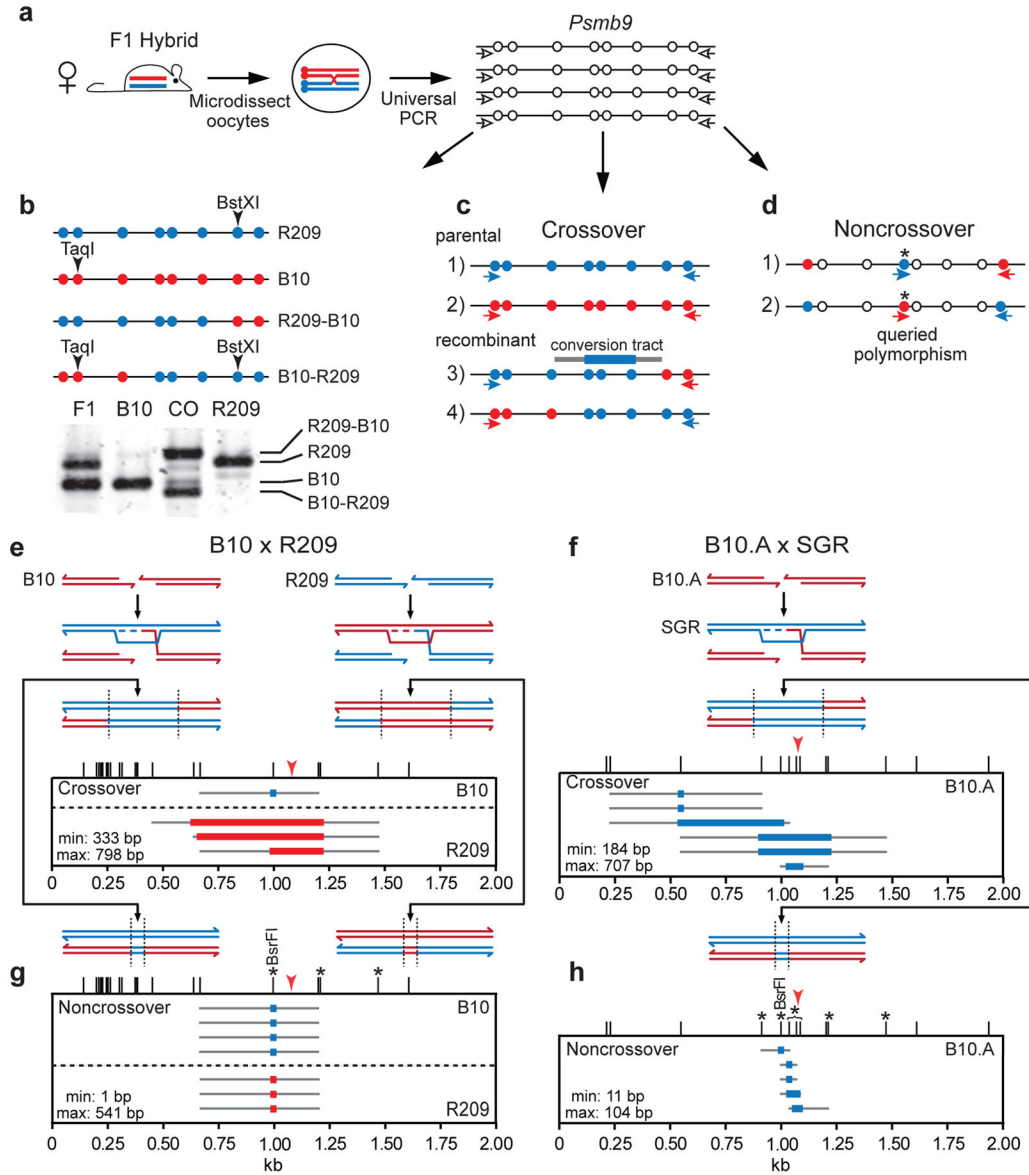 a
F1 Hybrid
♀
Microdissect
oocytes
Universal
PCR
Psmb9
b
BstXI
R209
TaqI
B10
R209-B10
TaqI
BstXI
B10-R209
F1 B10 CO R209
R209-B10
R209
B10
B10-R209
c
Crossover
parental
1)
2)
recombinant
conversion tract
3)
4)
d
Noncrossover
*
1)
*
2)
queried
polymorphism
e
B10 x R209
B10
R209
Crossover
B10
min: 333 bp
max: 798 bp
R209
0.00 0.25 0.50 0.75 1.00 1.25 1.50 1.75 2.00
f
B10.A x SGR
B10.A
SGR
Crossover
B10.A
min: 184 bp
max: 707 bp
0.00 0.25 0.50 0.75 1.00 1.25 1.50 1.75 2.00
g
BsrFI
* * *
Noncrossover
B10
min: 1 bp
max: 541 bp
R209
0.00 0.25 0.50 0.75 1.00 1.25 1.50 1.75 2.00
kb
h
BsrFI
* * * * *
Noncrossover
B10.A
min: 11 bp
max: 104 bp
0.00 0.25 0.50 0.75 1.00 1.25 1.50 1.75 2.00
kb